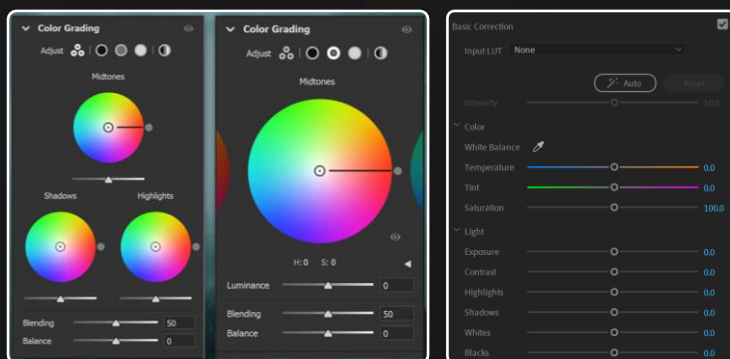 Color Grading
Adjust
Midtones
Shadows Highlights
Blending 50
Balance 0
Color Grading
Adjust
Midtones
H: 0 S: 0
Luminance 0
Blending 50
Balance 0
Basic Correction
Input LUT None
Auto Reset
Intensity 50.0
Color
White Balance
Temperature 0.0
Tint 0.0
Saturation 100.0
Light
Exposure 0.0
Contrast 0.0
Highlights 0.0
Shadows 0.0
Whites 0.0
Blacks 0.0